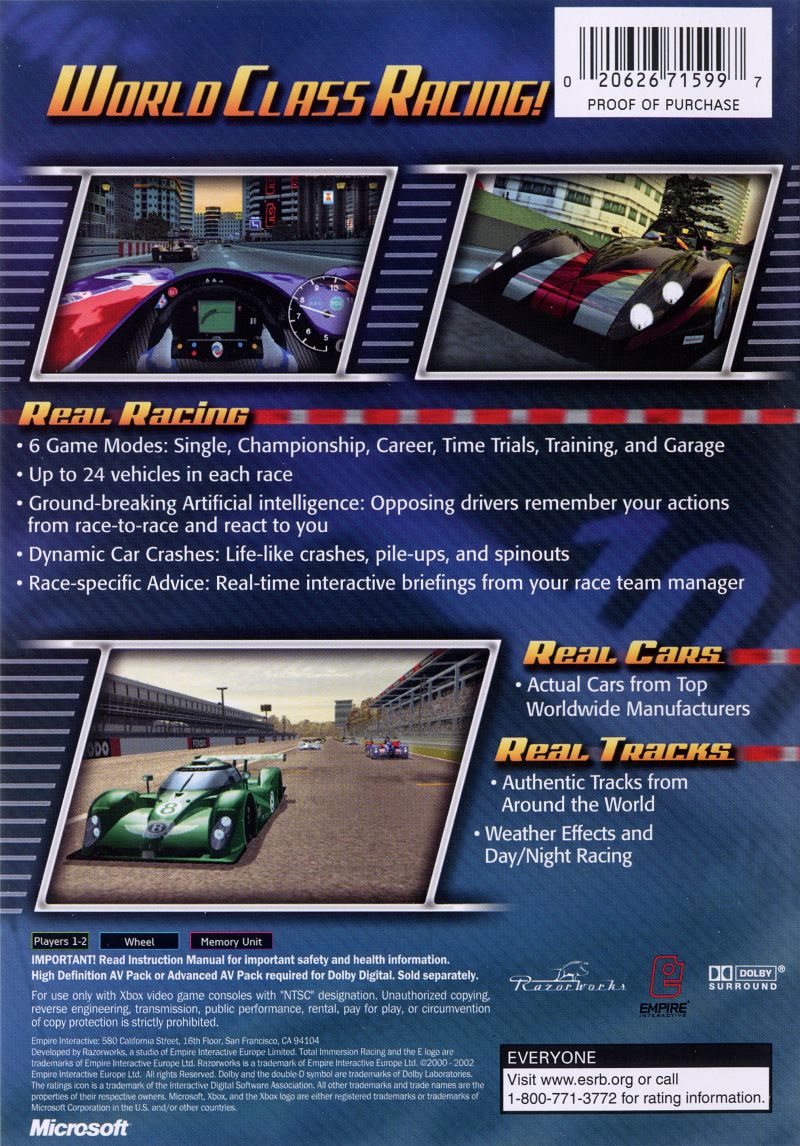 WORLD CLASS RACING!
0 20626 71599 7
PROOF OF PURCHASE
REAL RACING
• 6 Game Modes: Single, Championship, Career, Time Trials, Training, and Garage
• Up to 24 vehicles in each race
• Ground-breaking Artificial intelligence: Opposing drivers remember your actions
from race-to-race and react to you
• Dynamic Car Crashes: Life-like crashes, pile-ups, and spinouts
• Race-specific Advice: Real-time interactive briefings from your race team manager
REAL CARS
• Actual Cars from Top
Worldwide Manufacturers
REAL TRACKS
• Authentic Tracks from
Around the World
• Weather Effects and
Day/Night Racing
8
8
Players 1-2
Wheel
Memory Unit
IMPORTANT! Read Instruction Manual for important safety and health information.
High Definition AV Pack or Advanced AV Pack required for Dolby Digital. Sold separately.
For use only with Xbox video game consoles with "NTSC" designation. Unauthorized copying,
reverse engineering, transmission, public performance, rental, pay for play, or circumvention
of copy protection is strictly prohibited.
Empire Interactive: 580 California Street, 16th Floor, San Francisco, CA 94104
Developed by Razorworks, a studio of Empire Interactive Europe Limited. Total Immersion Racing and the E logo are
trademarks of Empire Interactive Europe Ltd. Razorworks is a trademark of Empire Interactive Europe Ltd. ©2000 - 2002
Empire Interactive Europe Ltd. All rights Reserved. Dolby and the double-D symbol are trademarks of Dolby Laboratories.
The ratings icon is a trademark of the Interactive Digital Software Association. All other trademarks and trade names are the
properties of their respective owners. Microsoft, Xbox, and the Xbox logo are either registered trademarks or trademarks of
Microsoft Corporation in the U.S. and/or other countries.
Microsoft
Razorworks
EMPIRE
INTERACTIVE
DOLBY®
SURROUND
EVERYONE
Visit www.esrb.org or call
1-800-771-3772 for rating information.